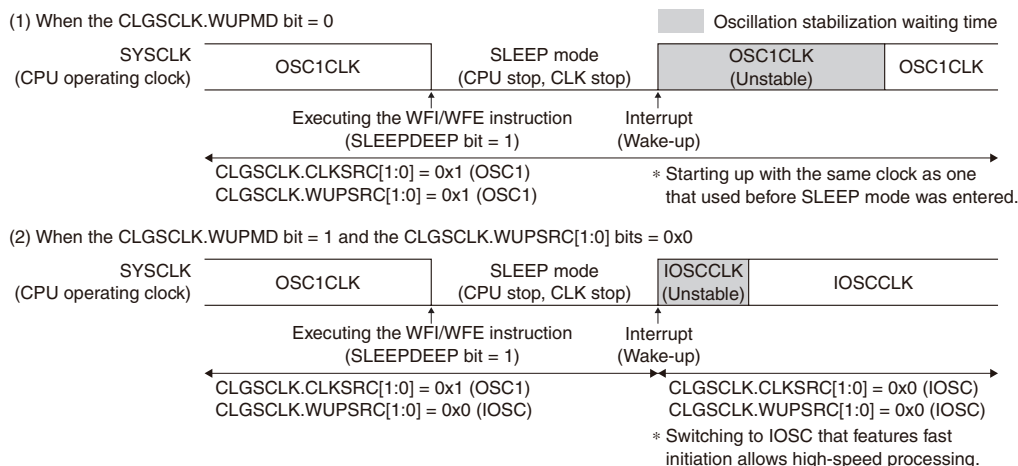 (1) When the CLGSCLK.WUPMD bit = 0
Oscillation stabilization waiting time
SYSCLK
(CPU operating clock)
OSC1CLK
SLEEP mode
(CPU stop, CLK stop)
OSC1CLK
(Unstable)
OSC1CLK
Executing the WFI/WFE instruction
(SLEEPDEEP bit = 1)
Interrupt
(Wake-up)
CLGSCLK.CLKSRC[1:0] = 0x1 (OSC1)
CLGSCLK.WUPSRC[1:0] = 0x1 (OSC1)
* Starting up with the same clock as one
that used before SLEEP mode was entered.
(2) When the CLGSCLK.WUPMD bit = 1 and the CLGSCLK.WUPSRC[1:0] bits = 0x0
SYSCLK
(CPU operating clock)
OSC1CLK
SLEEP mode
(CPU stop, CLK stop)
IOSCCLK
(Unstable)
IOSCCLK
Executing the WFI/WFE instruction
(SLEEPDEEP bit = 1)
Interrupt
(Wake-up)
CLGSCLK.CLKSRC[1:0] = 0x1 (OSC1)
CLGSCLK.WUPSRC[1:0] = 0x0 (IOSC)
CLGSCLK.CLKSRC[1:0] = 0x0 (IOSC)
CLGSCLK.WUPSRC[1:0] = 0x0 (IOSC)
* Switching to IOSC that features fast
initiation allows high-speed processing.